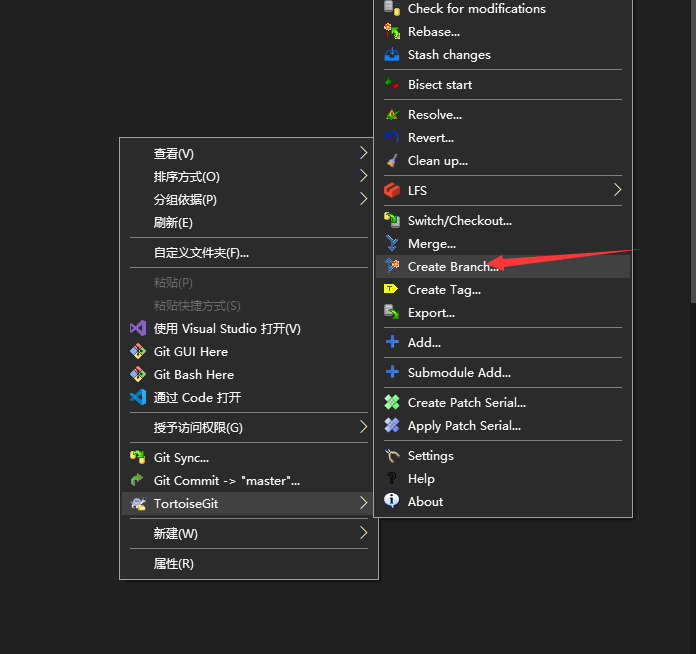 查看(V)
排序方式(O)
分组依据(P)
刷新(E)
自定义文件夹(F)...
粘贴(P)
粘贴快捷方式(S)
使用 Visual Studio 打开(V)
Git GUI Here
Git Bash Here
通过 Code 打开
授予访问权限(G)
Git Sync...
Git Commit -> "master"...
TortoiseGit
新建(W)
属性(R)
Check for modifications
Rebase...
Stash changes
Bisect start
Resolve...
Revert...
Clean up...
LFS
Switch/Checkout...
Merge...
Create Branch...
Create Tag...
Export...
Add...
Submodule Add...
Create Patch Serial...
Apply Patch Serial...
Settings
Help
About